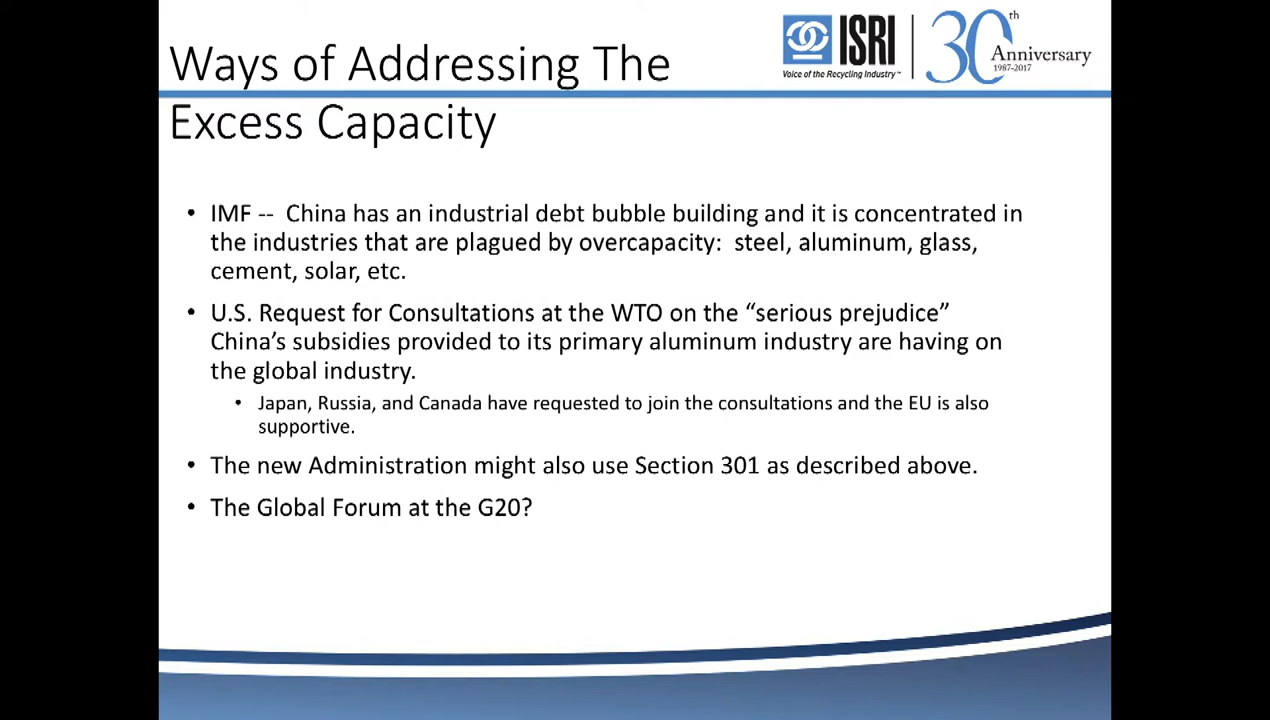 Ways of Addressing The
Excess Capacity
ISRI
Voice of the Recycling Industry™
30th
Anniversary
1987-2017
• IMF -- China has an industrial debt bubble building and it is concentrated in
the industries that are plagued by overcapacity: steel, aluminum, glass,
cement, solar, etc.
• U.S. Request for Consultations at the WTO on the “serious prejudice”
China’s subsidies provided to its primary aluminum industry are having on
the global industry.
• Japan, Russia, and Canada have requested to join the consultations and the EU is also
supportive.
• The new Administration might also use Section 301 as described above.
• The Global Forum at the G20?